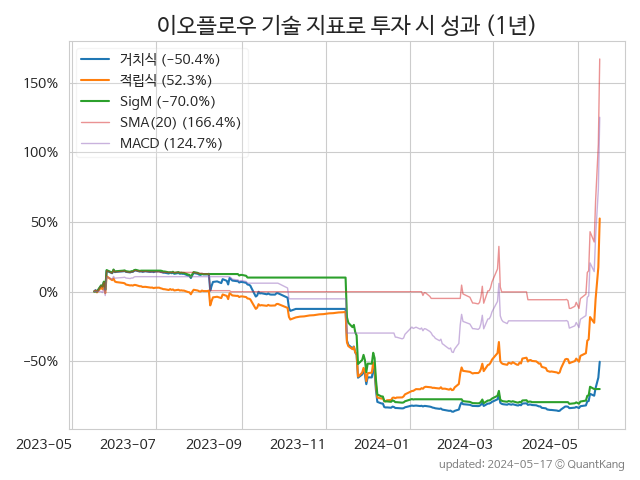 이오플로우 기술 지표로 투자 시 성과 (1년)
거치식 (-50.4%)
적립식 (52.3%)
SigM (-70.0%)
SMA(20) (166.4%)
MACD (124.7%)
150%
100%
50%
0%
-50%
2023-05 2023-07 2023-09 2023-11 2024-01 2024-03 2024-05
updated: 2024-05-17 © QuantKang